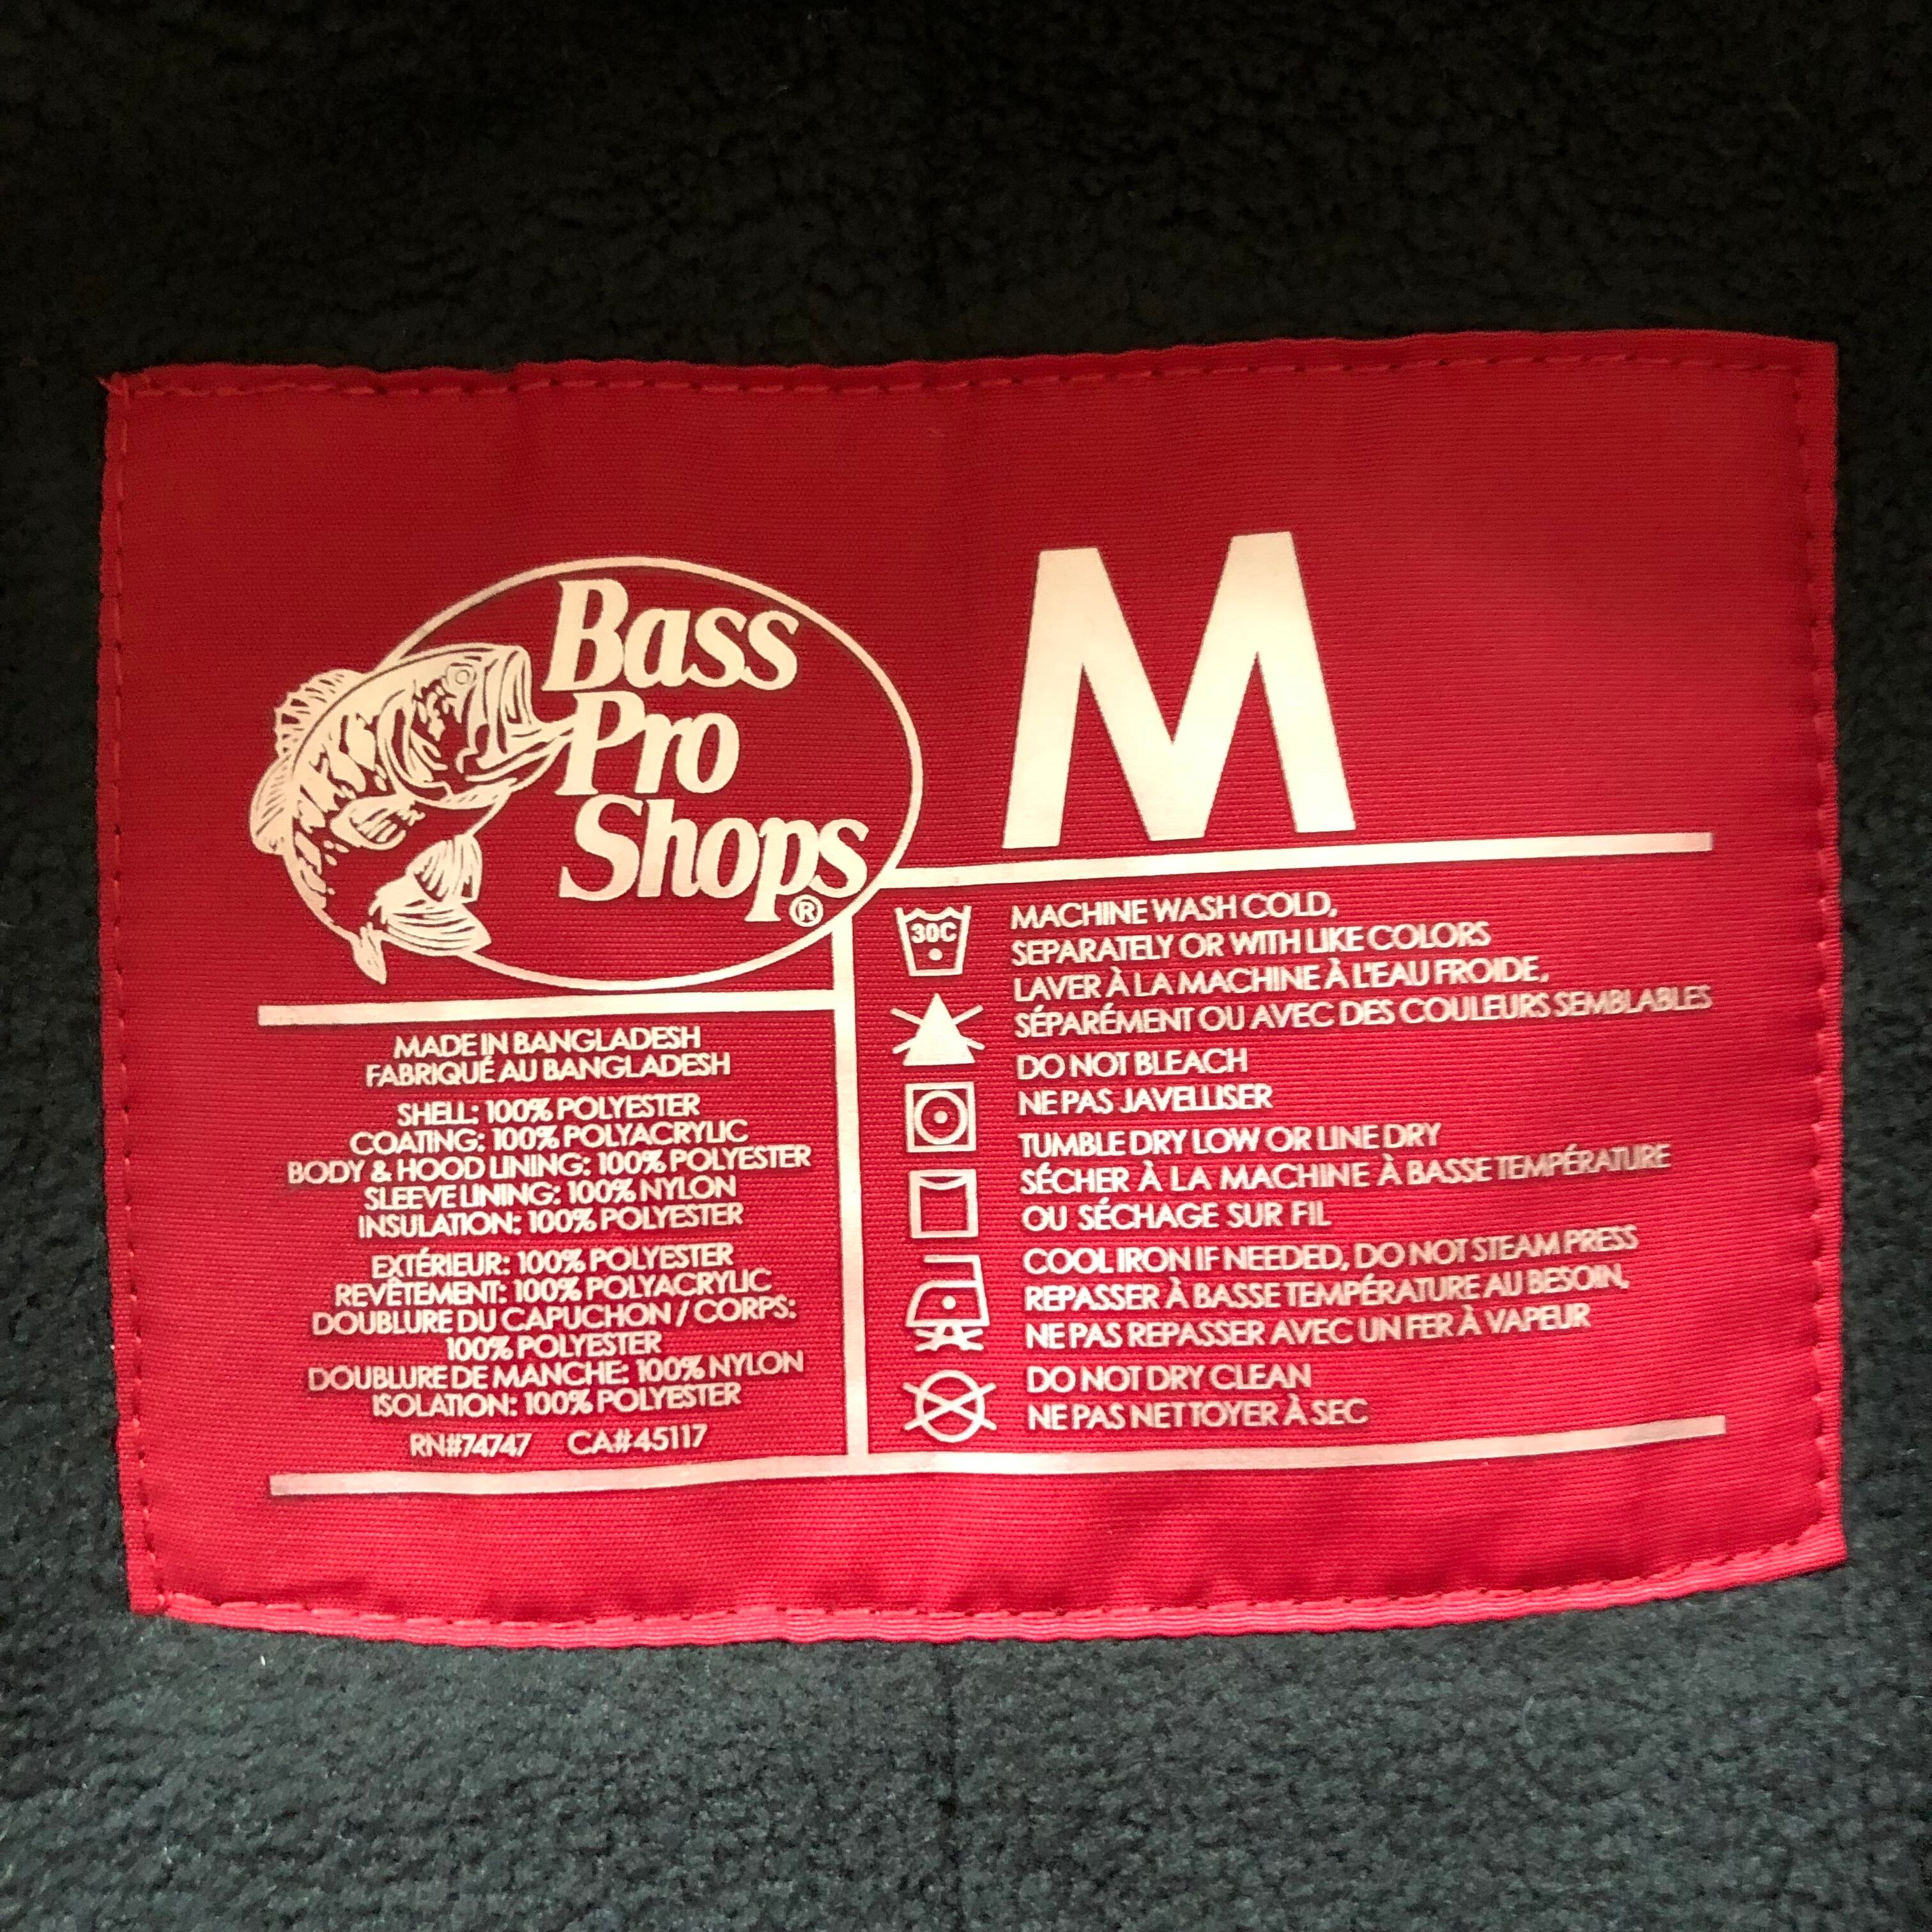 Bass
Pro
Shops®
M
MADE IN BANGLADESH
FABRIQUÉ AU BANGLADESH
SHELL: 100% POLYESTER
COATING: 100% POLYACRYLIC
BODY & HOOD LINING: 100% POLYESTER
SLEEVE LINING: 100% NYLON
INSULATION: 100% POLYESTER
EXTÉRIEUR: 100% POLYESTER
REVÊTEMENT: 100% POLYACRYLIC
DOUBLURE DU CAPUCHON / CORPS:
100% POLYESTER
DOUBLURE DE MANCHE: 100% NYLON
ISOLATION: 100% POLYESTER
RN#74747 CA#45117
30C
MACHINE WASH COLD,
SEPARATELY OR WITH LIKE COLORS
LAVER À LA MACHINE À L'EAU FROIDE,
SÉPARÉMENT OU AVEC DES COULEURS SEMBLABLES
DO NOT BLEACH
NE PAS JAVELLISER
TUMBLE DRY LOW OR LINE DRY
SÉCHER À LA MACHINE À BASSE TEMPÉRATURE
OU SÉCHAGE SUR FIL
COOL IRON IF NEEDED, DO NOT STEAM PRESS
REPASSER À BASSE TEMPÉRATURE AU BESOIN,
NE PAS REPASSER AVEC UN FER À VAPEUR
DO NOT DRY CLEAN
NE PAS NETTOYER À SEC